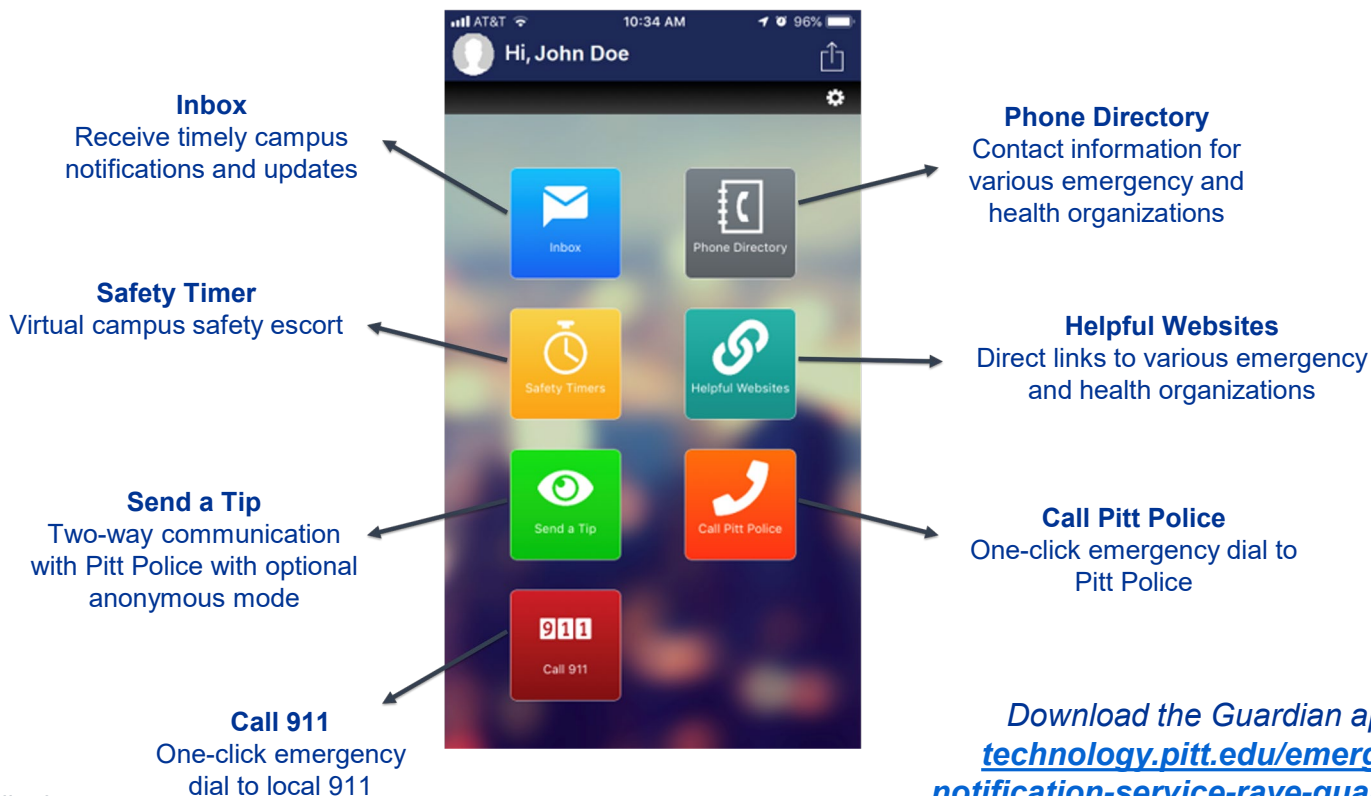 AT&T 10:34 AM 96%
Hi, John Doe
Inbox
Receive timely campus
notifications and updates
Safety Timer
Virtual campus safety escort
Send a Tip
Two-way communication
with Pitt Police with optional
anonymous mode
Call 911
One-click emergency
dial to local 911
Inbox
Phone Directory
Safety Timers
Helpful Websites
Send a Tip
Call Pitt Police
911
Call 911
Phone Directory
Contact information for
various emergency and
health organizations
Helpful Websites
Direct links to various emergency
and health organizations
Call Pitt Police
One-click emergency dial to
Pitt Police
Download the Guardian
technology.pitt.edu/emerg
notification-service-rave-gua